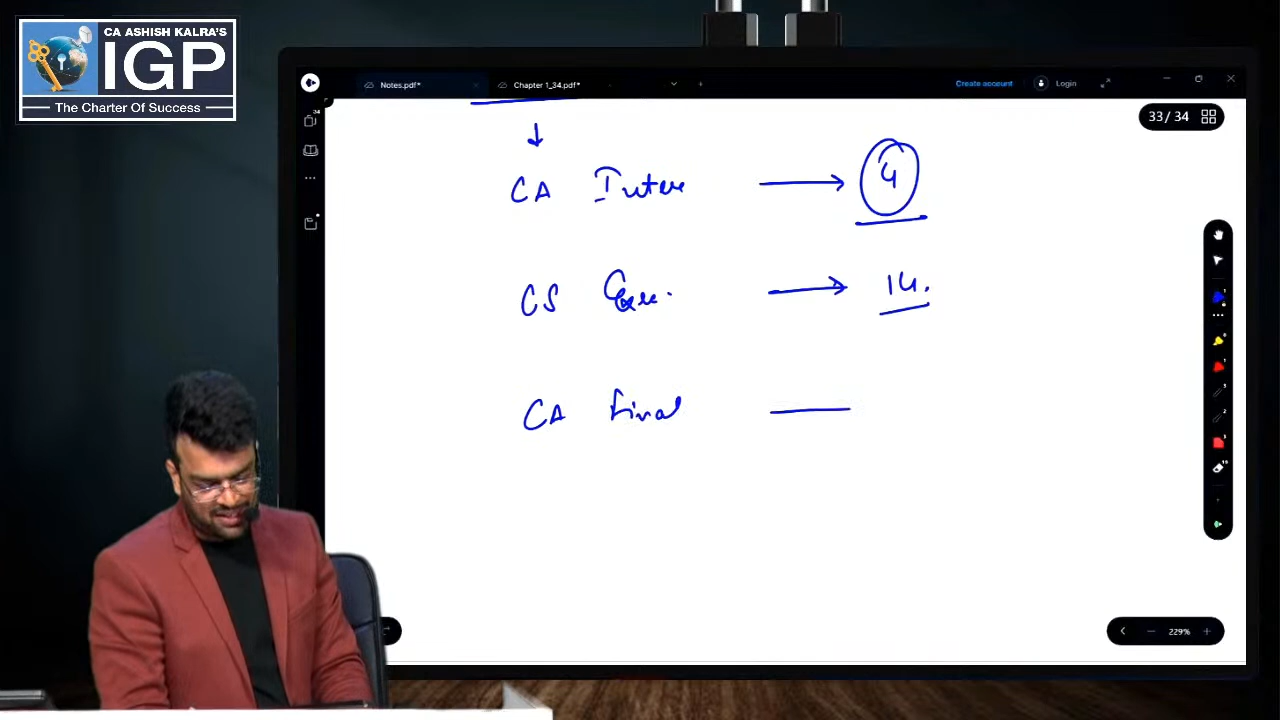 CA ASHISH KALRA'S
IGP
The Charter Of Success
Notes.pdf*
Chapter 1_34.pdf*
Create account
Login
33/34
CA Inter → 4
CS Exe. → 14.
CA Final
229%